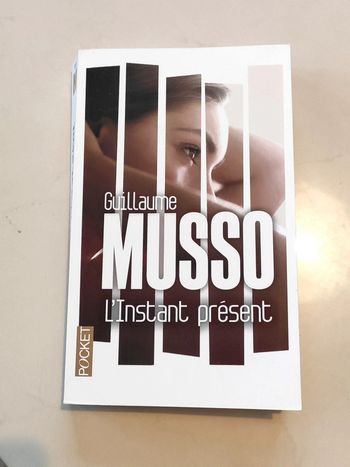 Guillaume
MUSSO
L'Instant présent
POCKET